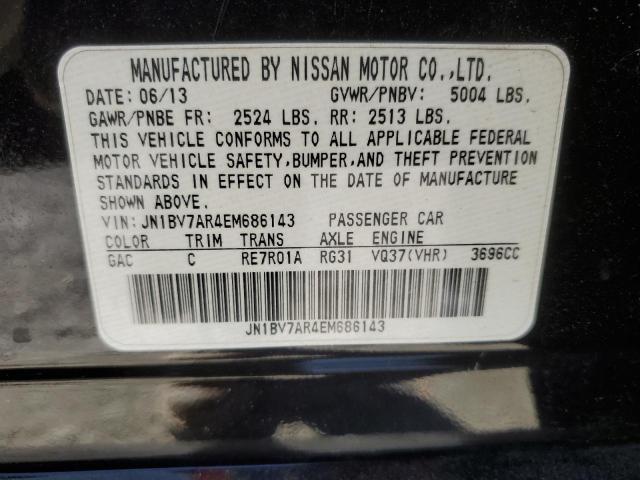 MANUFACTURED BY NISSAN MOTOR CO.,LTD.
DATE: 06/13 GVWR/PNBV: 5004 LBS.
GAWR/PNBE FR: 2524 LBS. RR: 2513 LBS.
THIS VEHICLE CONFORMS TO ALL APPLICABLE FEDERAL
MOTOR VEHICLE SAFETY,BUMPER,AND THEFT PREVENTION
STANDARDS IN EFFECT ON THE DATE OF MANUFACTURE
SHOWN ABOVE.
VIN: JN1BV7AR4EM686143 PASSENGER CAR
COLOR TRIM TRANS AXLE ENGINE
GAC C RE7R01A RG31 VQ37(VHR) 3696CC
JN1BV7AR4EM686143